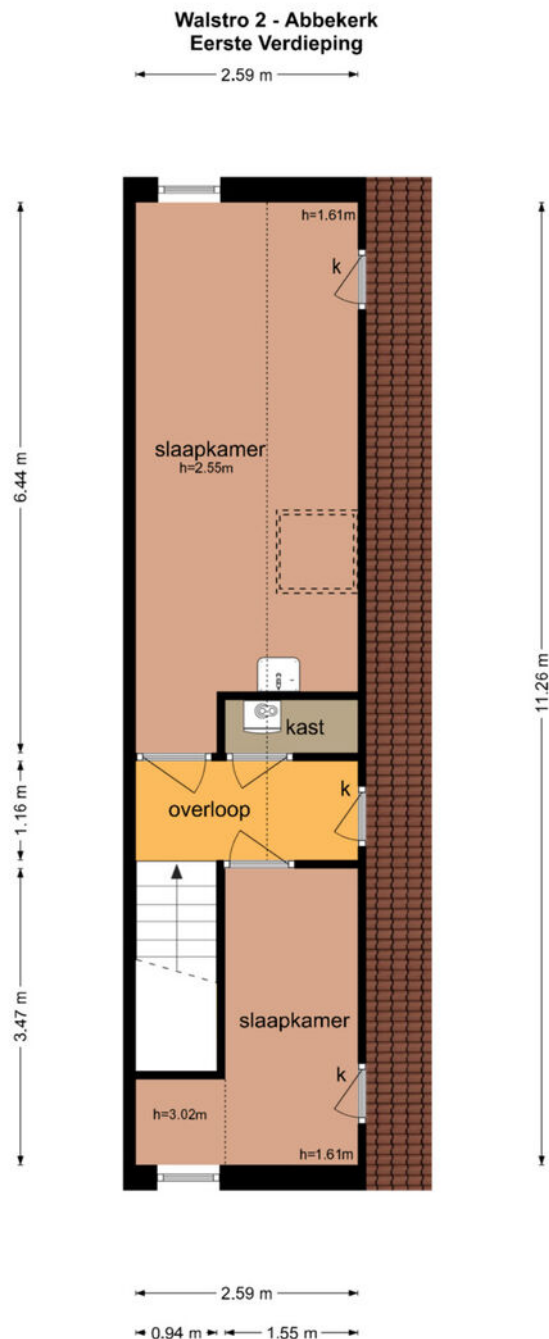 Walstro 2 - Abbekerk
Eerste Verdieping
2.59 m
h=1.61m
k
6.44 m
slaapkamer
h=2.55m
11.26 m
kast
k
1.16 m
overloop
3.47 m
slaapkamer
k
h=3.02m
h=1.61m
2.59 m
0.94 m
1.55 m